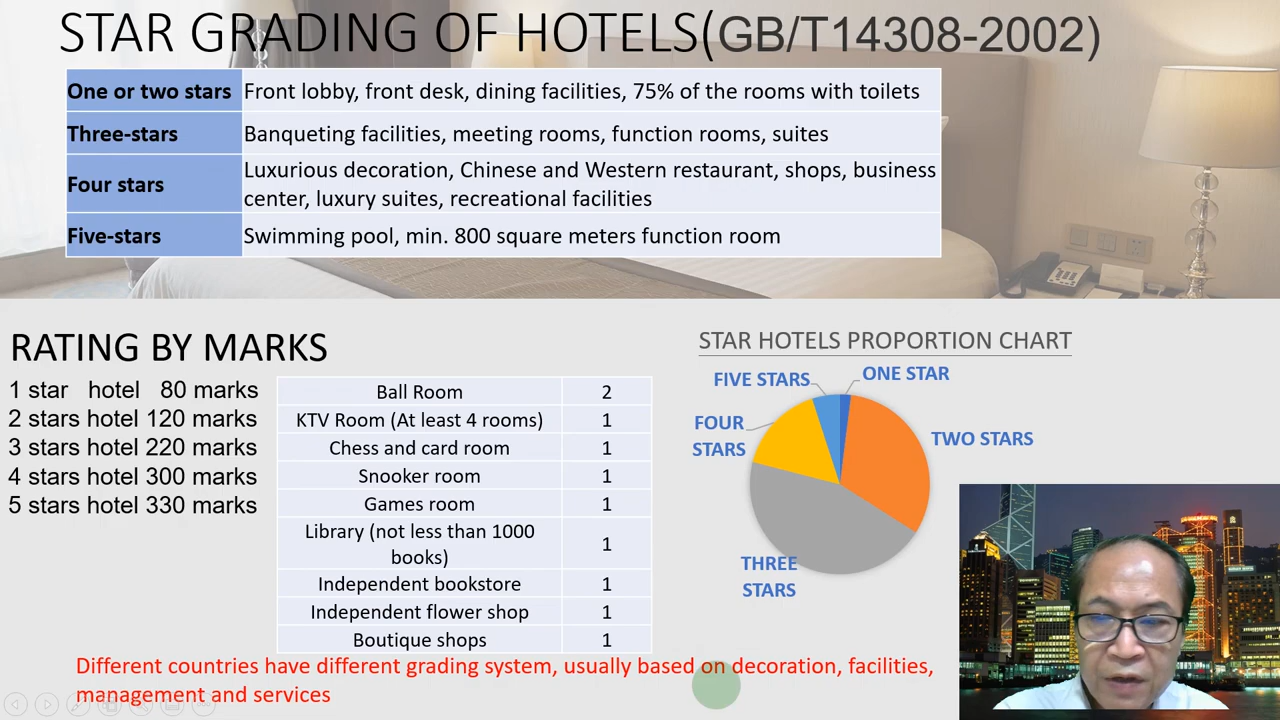 STAR GRADING OF HOTELS(GB/T14308-2002)
One or two stars Front lobby, front desk, dining facilities, 75% of the rooms with toilets
Three-stars Banqueting facilities, meeting rooms, function rooms, suites
Four stars Luxurious decoration, Chinese and Western restaurant, shops, business
center, luxury suites, recreational facilities
Five-stars Swimming pool, min. 800 square meters function room
RATING BY MARKS
1 star hotel 80 marks
2 stars hotel 120 marks
3 stars hotel 220 marks
4 stars hotel 300 marks
5 stars hotel 330 marks
Ball Room 2
KTV Room (At least 4 rooms) 1
Chess and card room 1
Snooker room 1
Games room 1
Library (not less than 1000
books) 1
Independent bookstore 1
Independent flower shop 1
Boutique shops 1
STAR HOTELS PROPORTION CHART
FIVE STARS
ONE STAR
FOUR
STARS
TWO STARS
THREE
STARS
Different countries have different grading system, usually based on decoration, facilities,
management and services